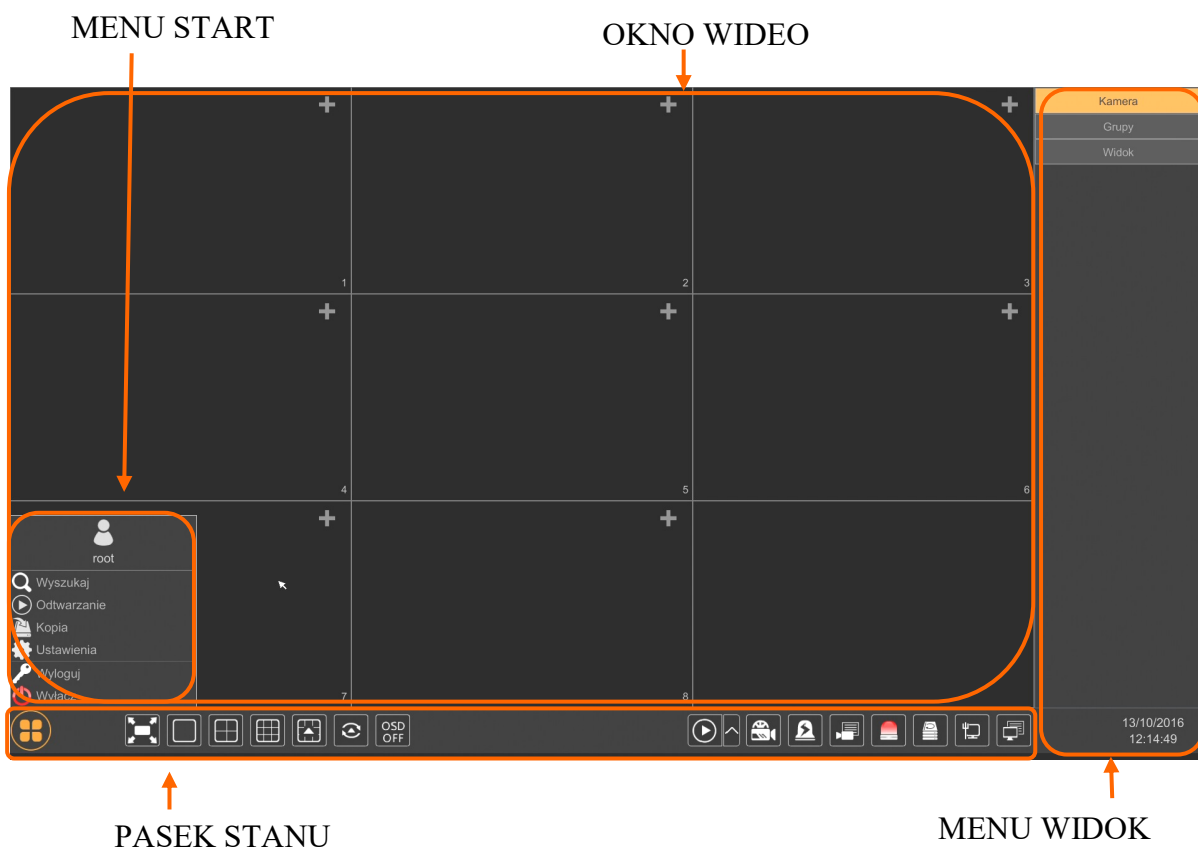 MENU START
OKNO WIDEO
Kamera
Grupy
Widok
1
2
3
4
5
6
root
Wyszukaj
Odtwarzanie
Kopia
Ustawienia
Wyloguj
7
8
OSD
OFF
13/10/2016
12:14:49
PASEK STANU
MENU WIDOK